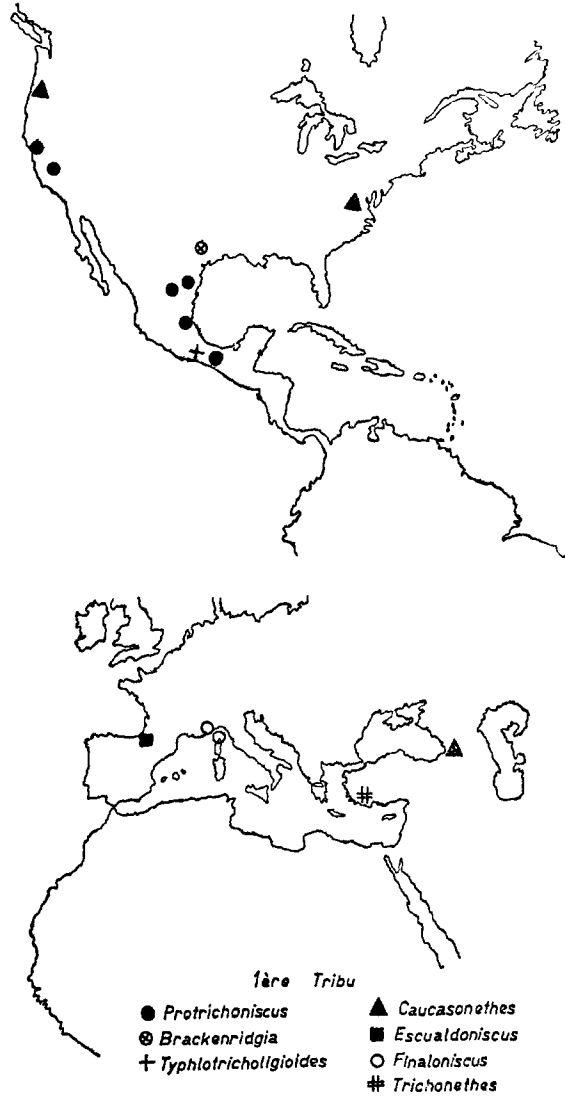 1ère Tribu
Protrichoniscus
Brackenridgia
Typhlotricholigioides
Caucasonethes
Escualdoniscus
Finaloniscus
Trichonethes